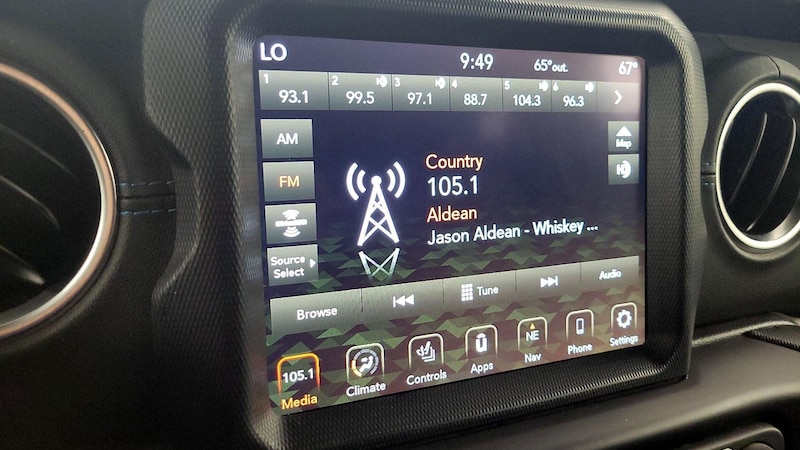 LO 9:49 65°out. 67°
1 2 3 4 5 6
93.1 99.5 97.1 88.7 104.3 96.3
AM
Map
FM
Country
105.1
Aldean
Jason Aldean - Whiskey ...
Source
Select
Browse Tune Audio
105.1 NE
Media Climate Controls Apps Nav Phone Settings